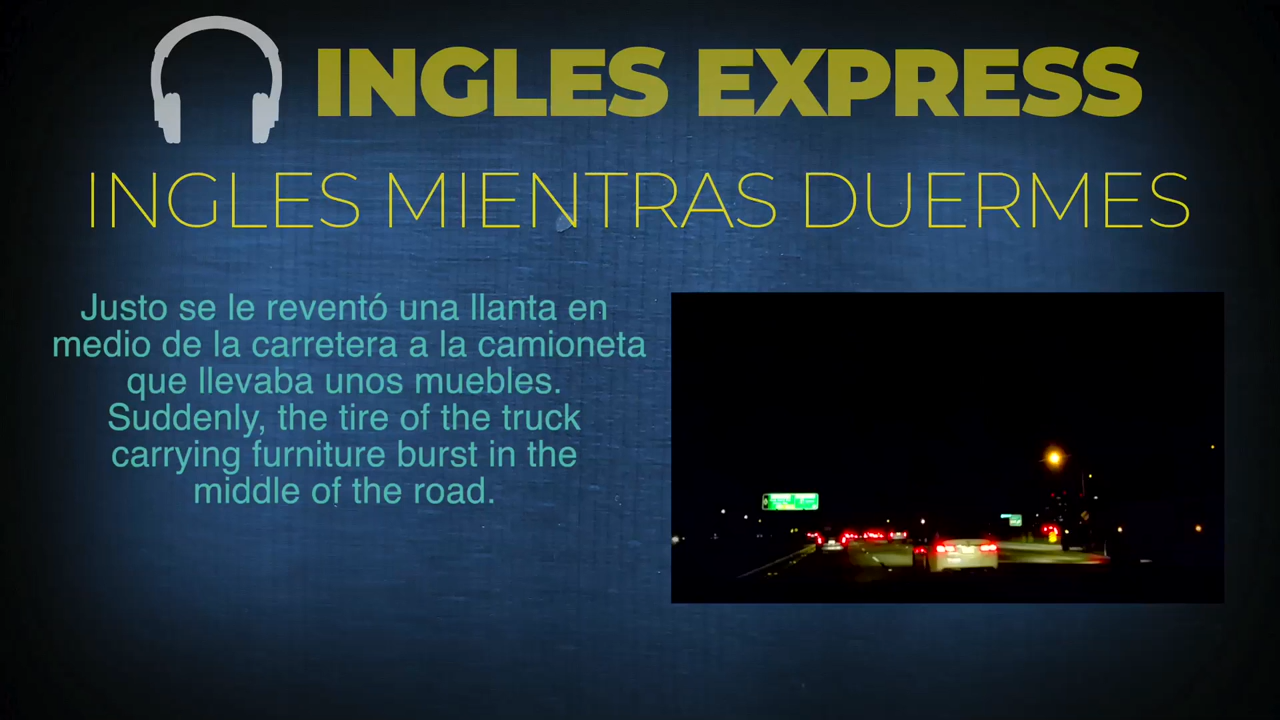 INGLES EXPRESS
INGLES MIENTRAS DUERMES
Justo se le reventó una llanta en
medio de la carretera a la camioneta
que llevaba unos muebles.
Suddenly, the tire of the truck
carrying furniture burst in the
middle of the road.